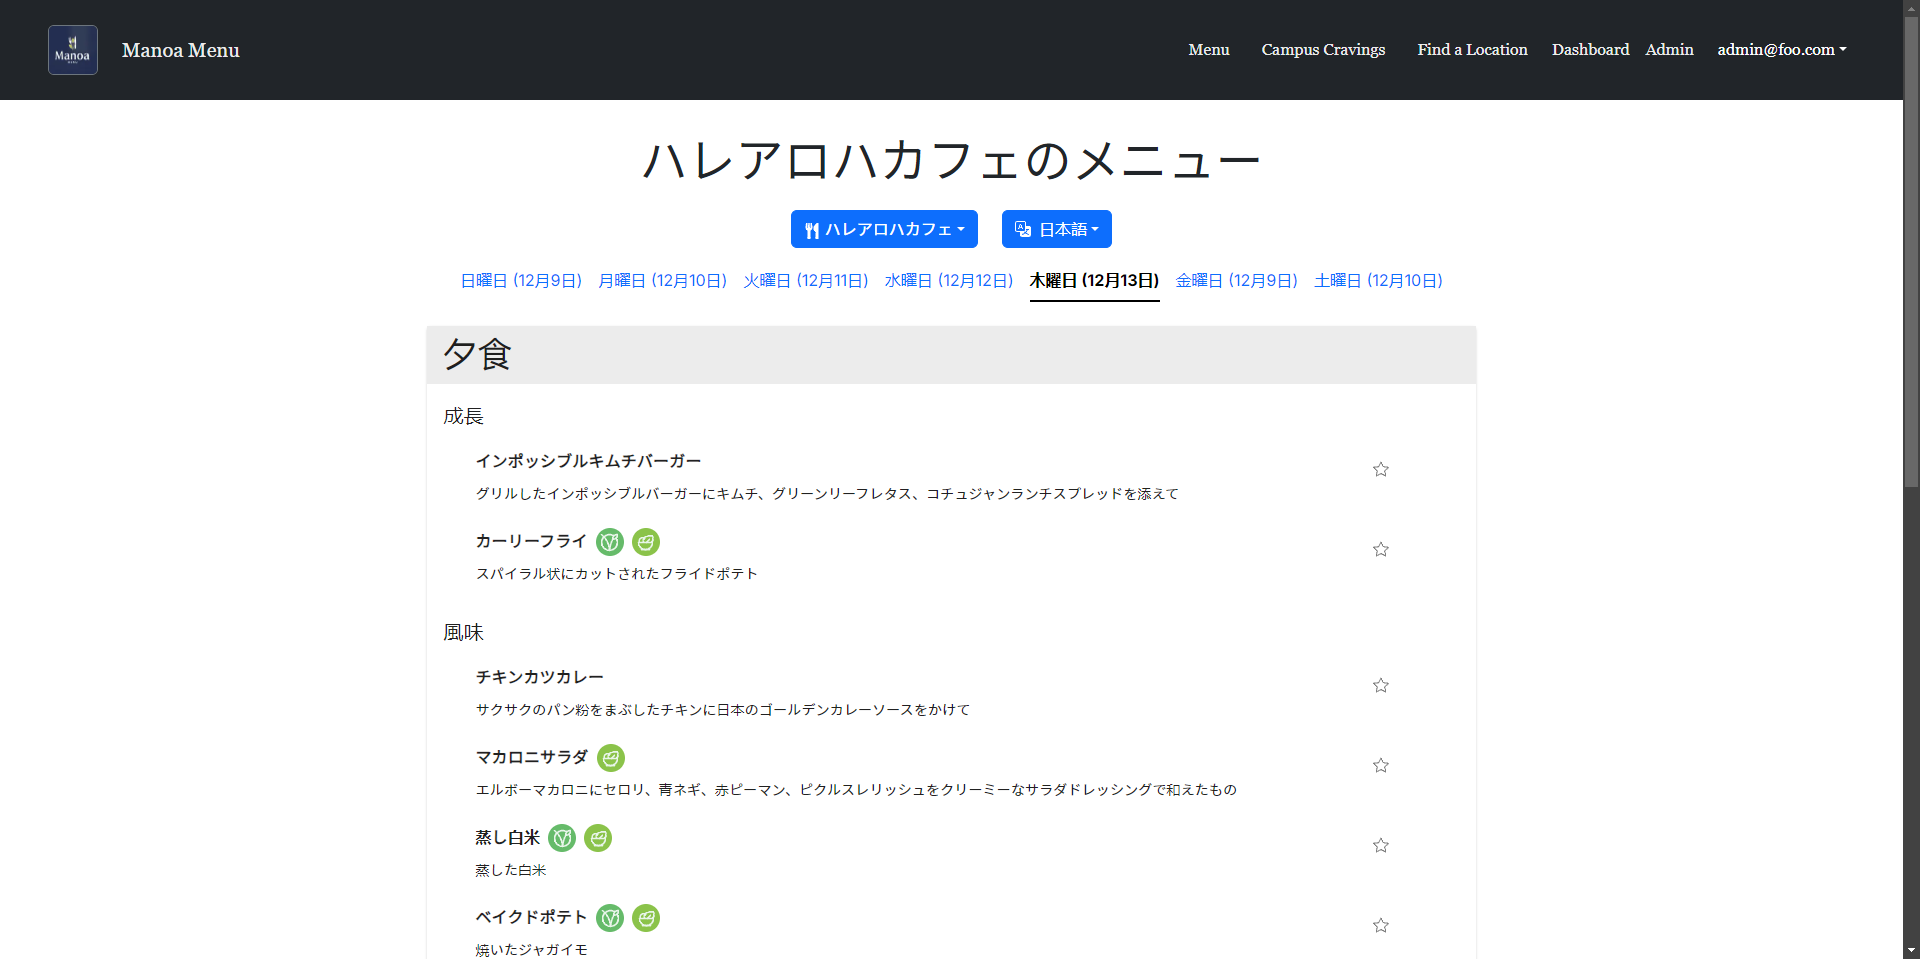 Manoa
Manoa Menu
Menu
Campus Cravings
Find a Location
Dashboard
Admin
admin@foo.com
ハレアロハカフェのメニュー
ハレアロハカフェ
日本語
日曜日 (12月9日)
月曜日 (12月10日)
火曜日 (12月11日)
水曜日 (12月12日)
木曜日 (12月13日)
金曜日 (12月9日)
土曜日 (12月10日)
夕食
成長
インポッシブルキムチバーガー
グリルしたインポッシブルバーガーにキムチ、グリーンリーフレタス、コチュジャンランチスプレッドを添えて
カーリーフライ
スパイラル状にカットされたフライドポテト
風味
チキンカツカレー
サクサクのパン粉をまぶしたチキンに日本のゴールデンカレーソースをかけて
マカロニサラダ
エルボーマカロニにセロリ、青ネギ、赤ピーマン、ピクルスレリッシュをクリーミーなサラダドレッシングで和えたもの
蒸し白米
蒸した白米
ベイクドポテト
焼いたジャガイモ